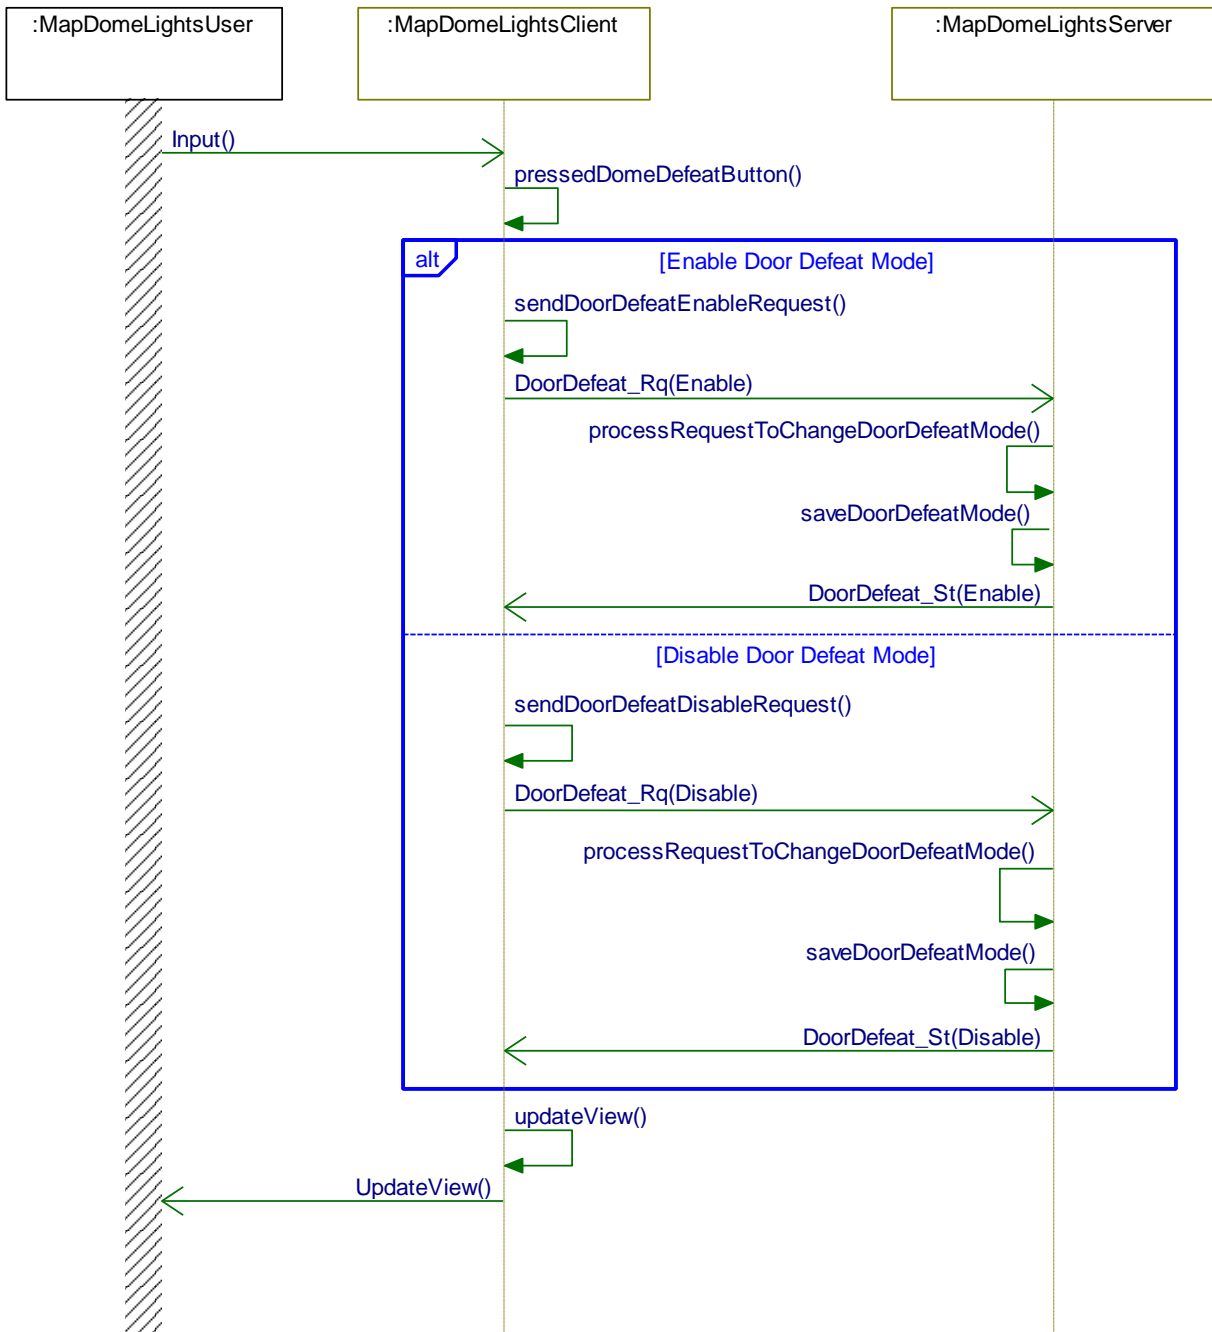 :MapDomeLightsUser
:MapDomeLightsClient
:MapDomeLightsServer
Input()
pressedDomeDefeatButton()
alt
[Enable Door Defeat Mode]
sendDoorDefeatEnableRequest()
DoorDefeat_Rq(Enable)
processRequestToChangeDoorDefeatMode()
saveDoorDefeatMode()
DoorDefeat_St(Enable)
[Disable Door Defeat Mode]
sendDoorDefeatDisableRequest()
DoorDefeat_Rq(Disable)
processRequestToChangeDoorDefeatMode()
saveDoorDefeatMode()
DoorDefeat_St(Disable)
updateView()
UpdateView()